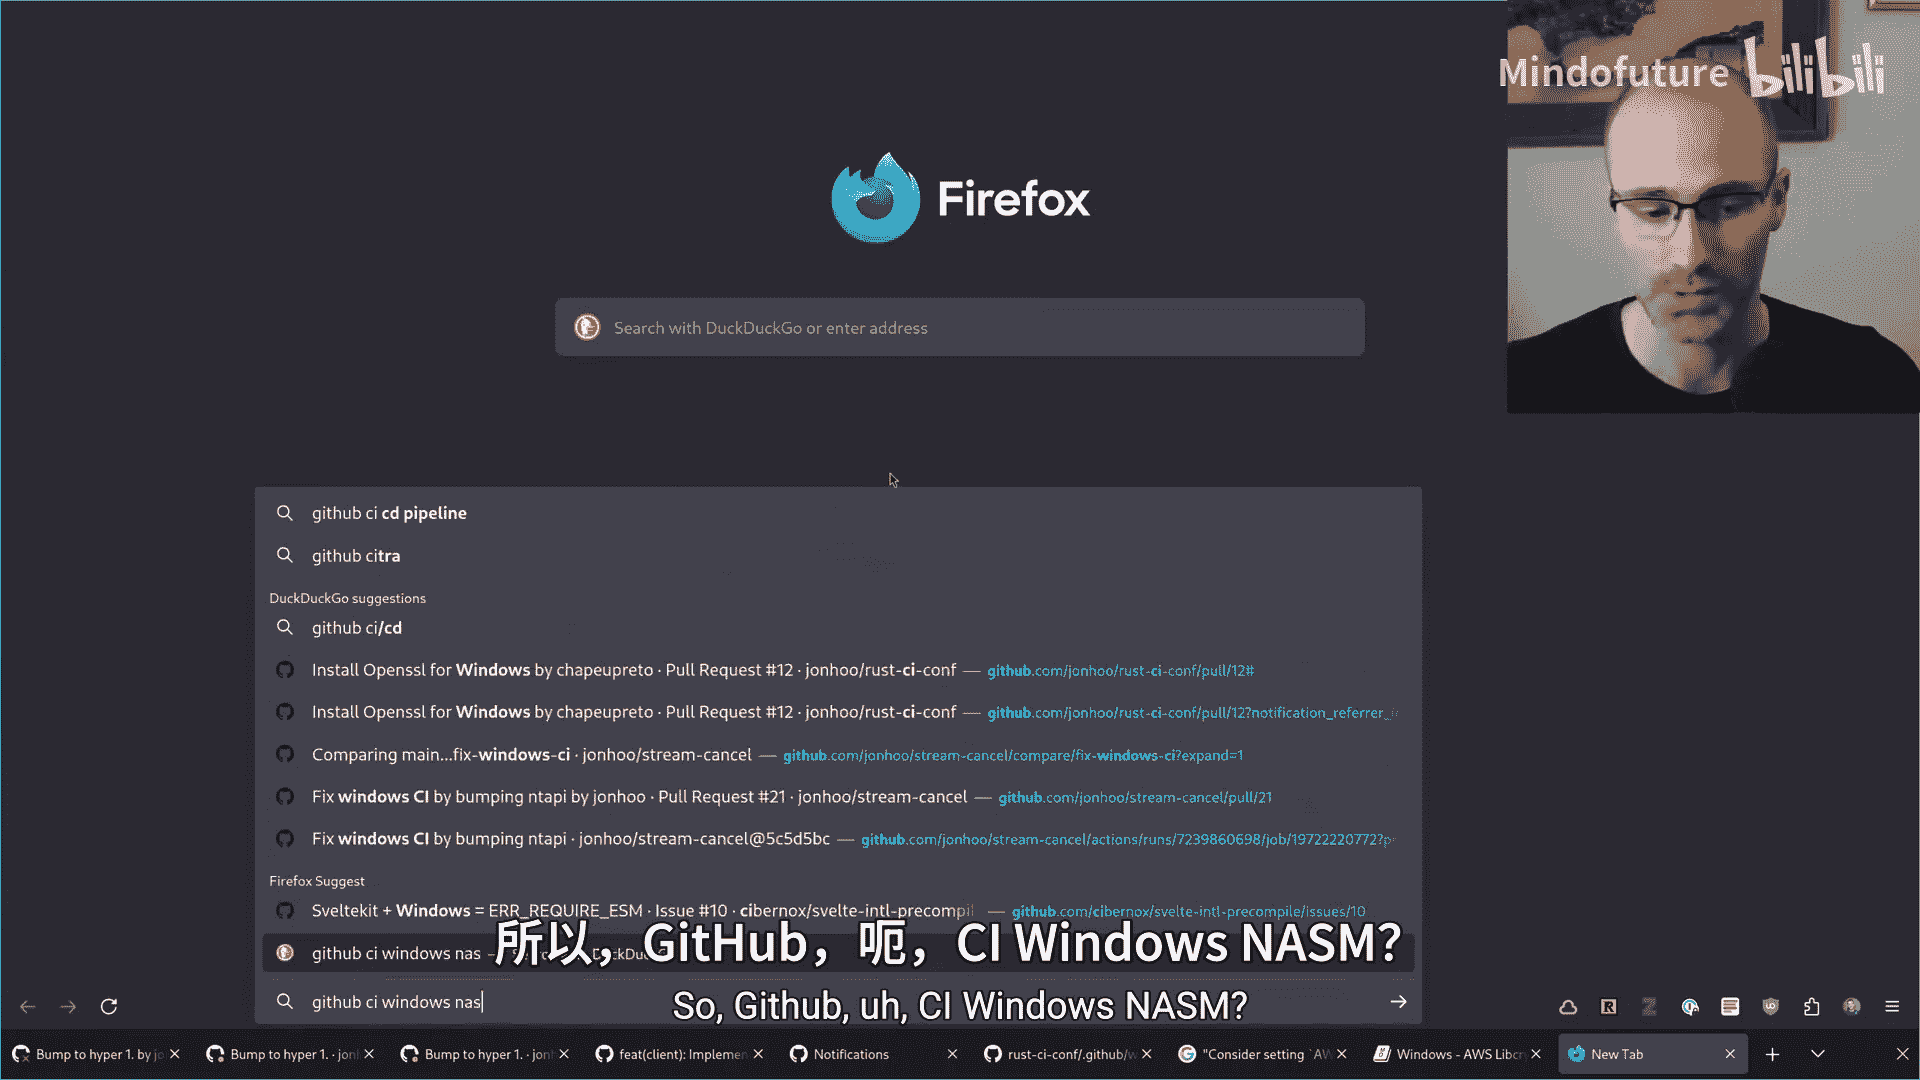 Mindofuture bilibili
Firefox
Search with DuckDuckGo or enter address
github ci cd pipeline
github citra
DuckDuckGo suggestions
github ci/cd
Install Openssl for Windows by chapeupreto · Pull Request #12 · jonhoo/rust-ci-conf — github.com/jonhoo/rust-ci-conf/pull/12#
Install Openssl for Windows by chapeupreto · Pull Request #12 · jonhoo/rust-ci-conf — github.com/jonhoo/rust-ci-conf/pull/12?notification_referrer_i
Comparing main...fix-windows-ci · jonhoo/stream-cancel — github.com/jonhoo/stream-cancel/compare/fix-windows-ci?expand=1
Fix windows CI by bumping ntapi by jonhoo · Pull Request #21 · jonhoo/stream-cancel — github.com/jonhoo/stream-cancel/pull/21
Fix windows CI by bumping ntapi · jonhoo/stream-cancel@5c5d5bc — github.com/jonhoo/stream-cancel/actions/runs/7239860698/job/19722220772?p
Firefox Suggest
Sveltekit + Windows = ERR_REQUIRE_ESM · Issue #10 · cibernox/svelte-intl-precompil — github.com/cibernox/svelte-intl-precompile/issues/10
github ci windows nas
所以，GitHub，呃，CI Windows NASM？
github ci windows nas
So, Github, uh, CI Windows NASM?
Bump to hyper 1. by jo
Bump to hyper 1. · jonh
Bump to hyper 1. · jonh
feat(client): Implemen
Notifications
rust-ci-conf/.github/w
"Consider setting `AW
Windows - AWS Libcry
New Tab